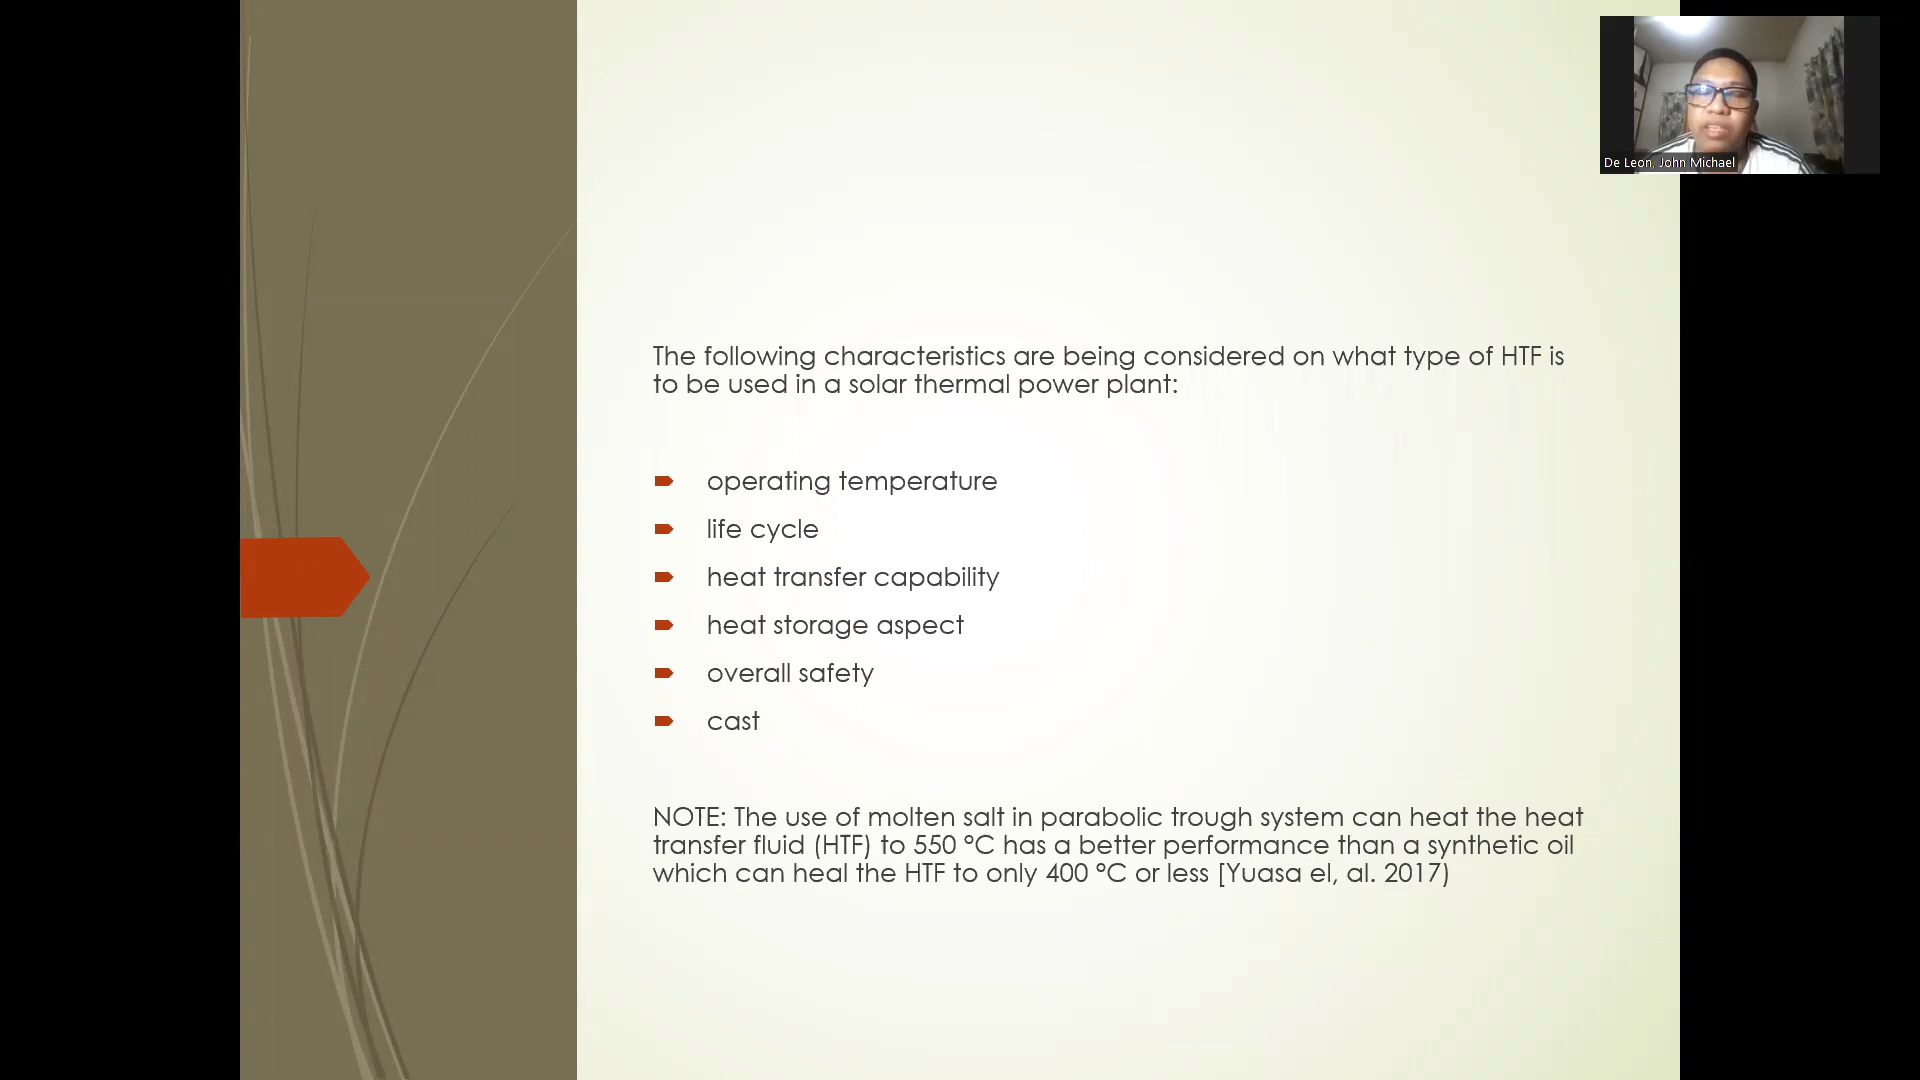 De Leon, John Michael
The following characteristics are being considered on what type of HTF is
to be used in a solar thermal power plant:
operating temperature
life cycle
heat transfer capability
heat storage aspect
overall safety
cast
NOTE: The use of molten salt in parabolic trough system can heat the heat
transfer fluid (HTF) to 550 °C has a better performance than a synthetic oil
which can heal the HTF to only 400 °C or less [Yuasa el, al. 2017)